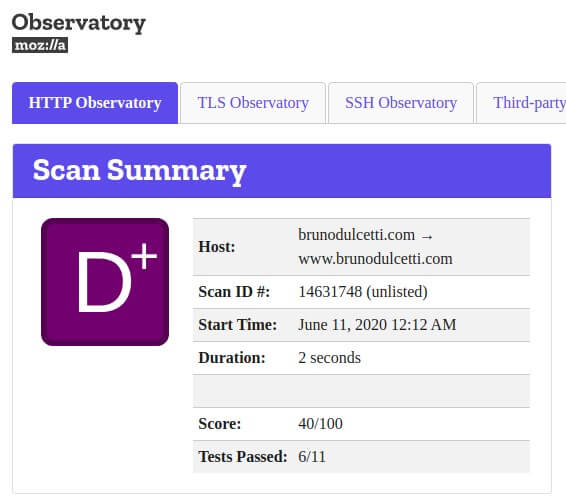 Observatory
moz://a
HTTP Observatory
TLS Observatory
SSH Observatory
Third-party
Scan Summary
D+
Host:
brunodulcetti.com →
www.brunodulcetti.com
Scan ID #: 14631748 (unlisted)
Start Time: June 11, 2020 12:12 AM
Duration: 2 seconds
Score: 40/100
Tests Passed: 6/11